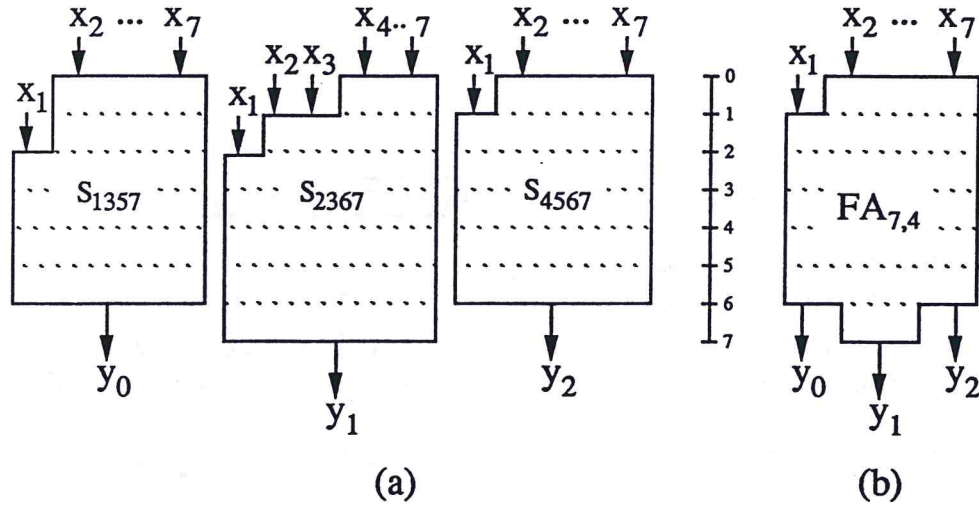 x₂ ... x₇
x₁
S₁₃₅₇
y₀
x₄.. ₇
x₂ x₃
x₁
S₂₃₆₇
y₁
x₂ ... x₇
x₁
S₄₅₆₇
y₂
(a)
0
1
2
3
4
5
6
7
x₂ ... x₇
x₁
FA₇,₄
y₀
y₂
y₁
(b)